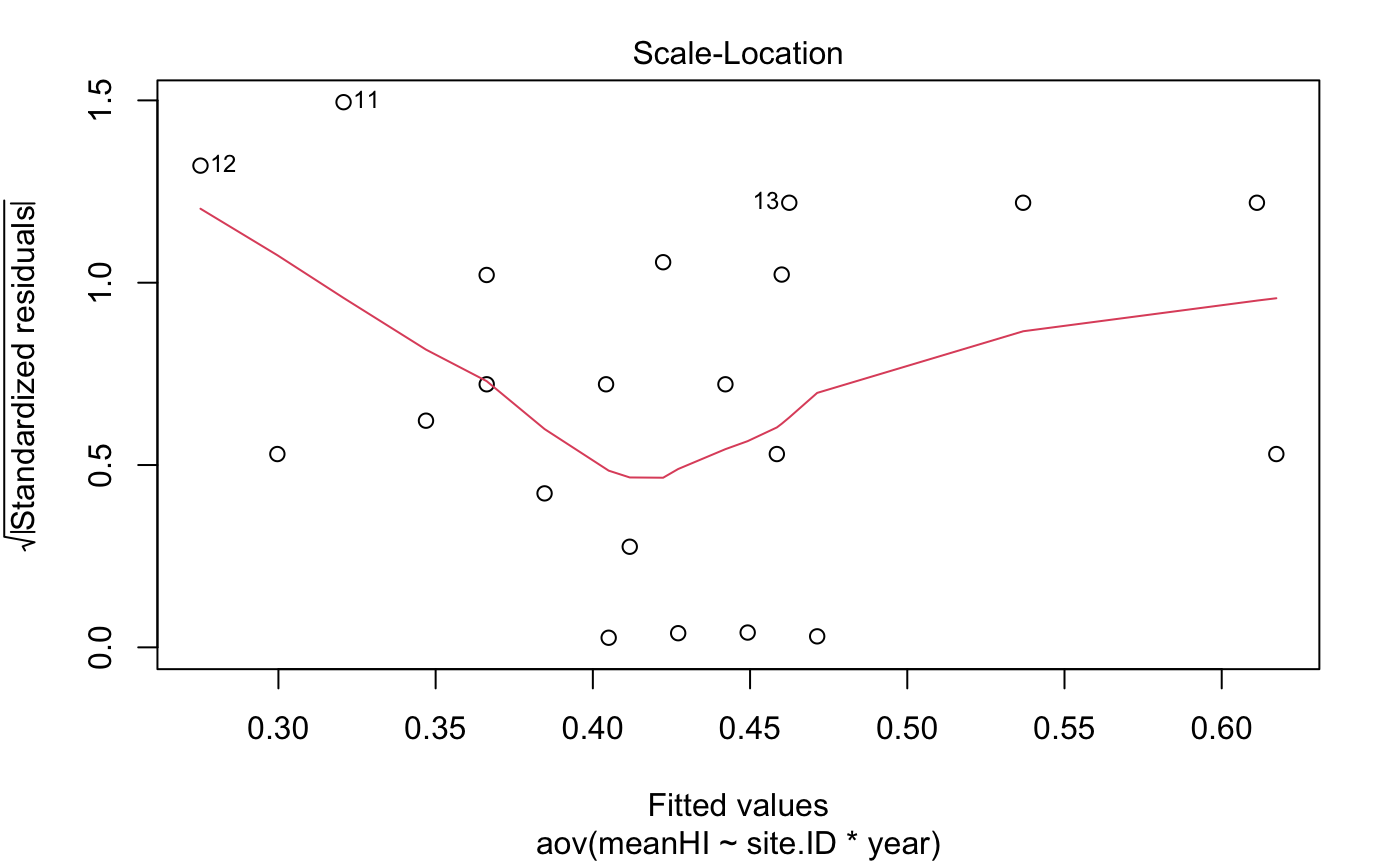 Scale-Location
√|Standardized residuals|
1.5
1.0
0.5
0.0
11
12
13
0.30 0.35 0.40 0.45 0.50 0.55 0.60
Fitted values
aov(meanHI ~ site.ID * year)